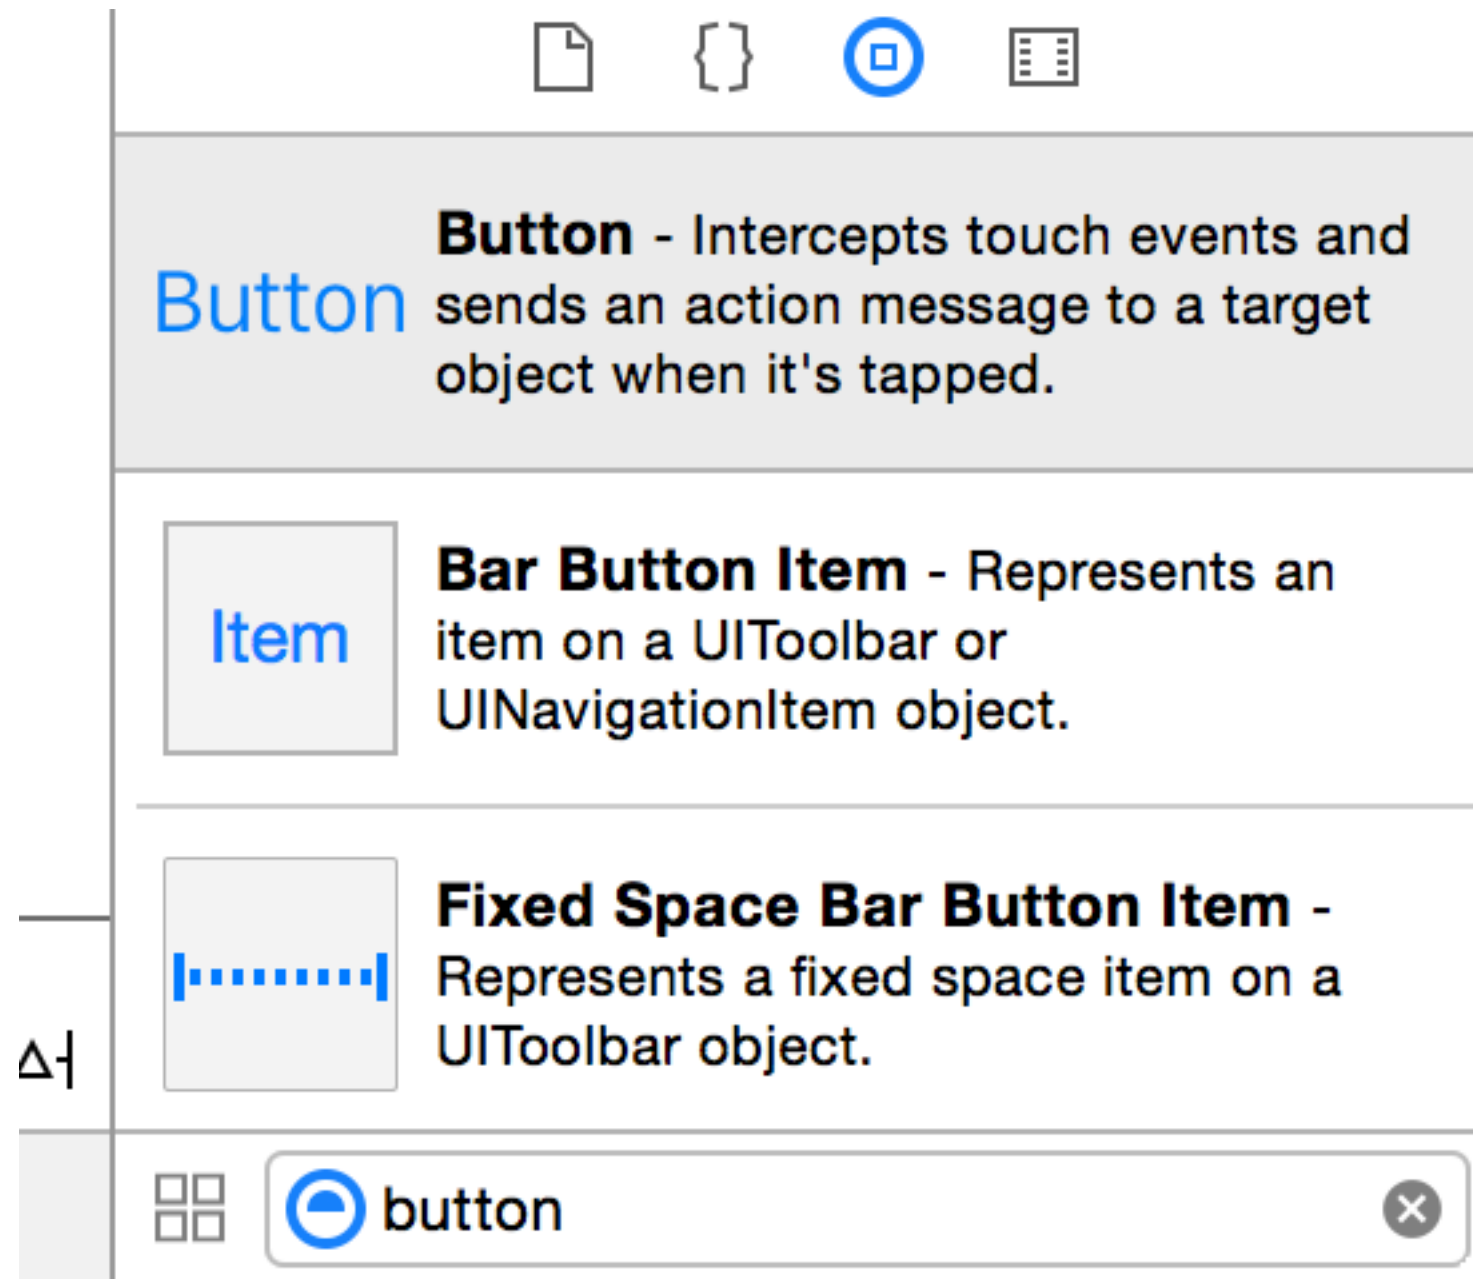 Button
Button - Intercepts touch events and
sends an action message to a target
object when it's tapped.
Item
Bar Button Item - Represents an
item on a UIToolbar or
UINavigationItem object.
Fixed Space Bar Button Item -
Represents a fixed space item on a
UIToolbar object.
button